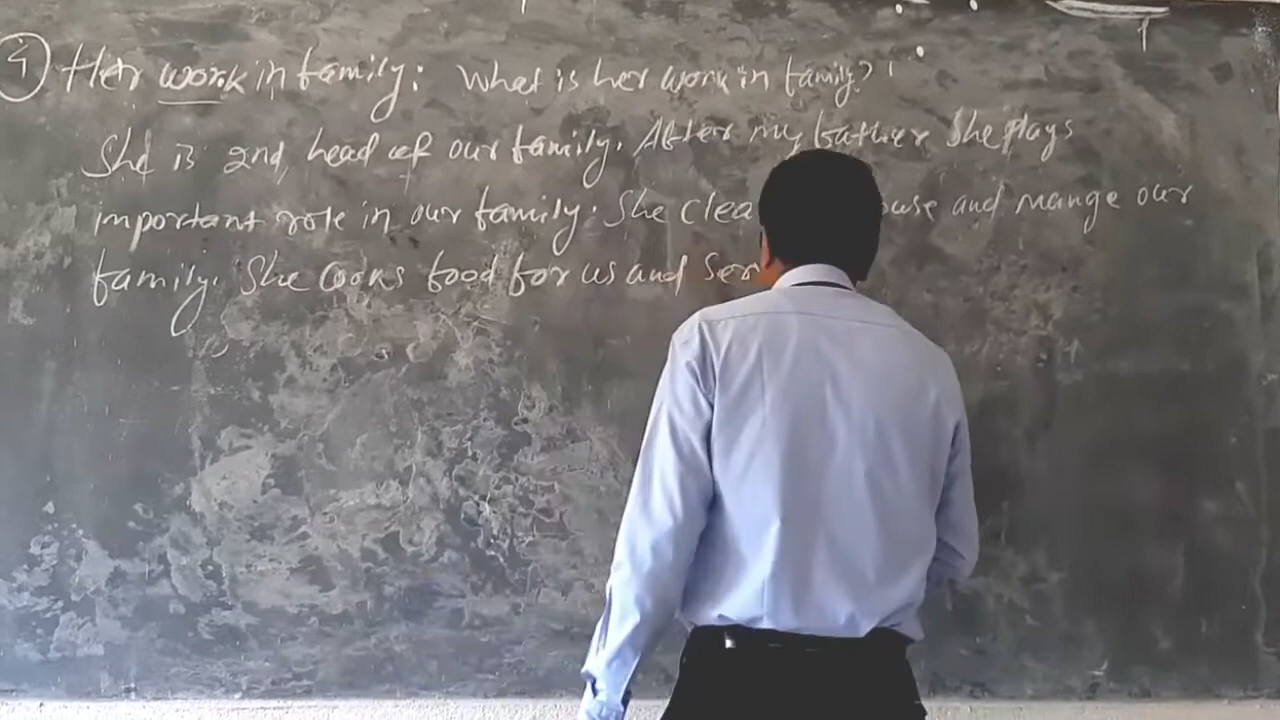 4 Her work in family: What is her work in family?
She is 2nd, head of our family. After my father she plays
important role in our family. She clea ouse and mange our
family. She cooks food for us and ser